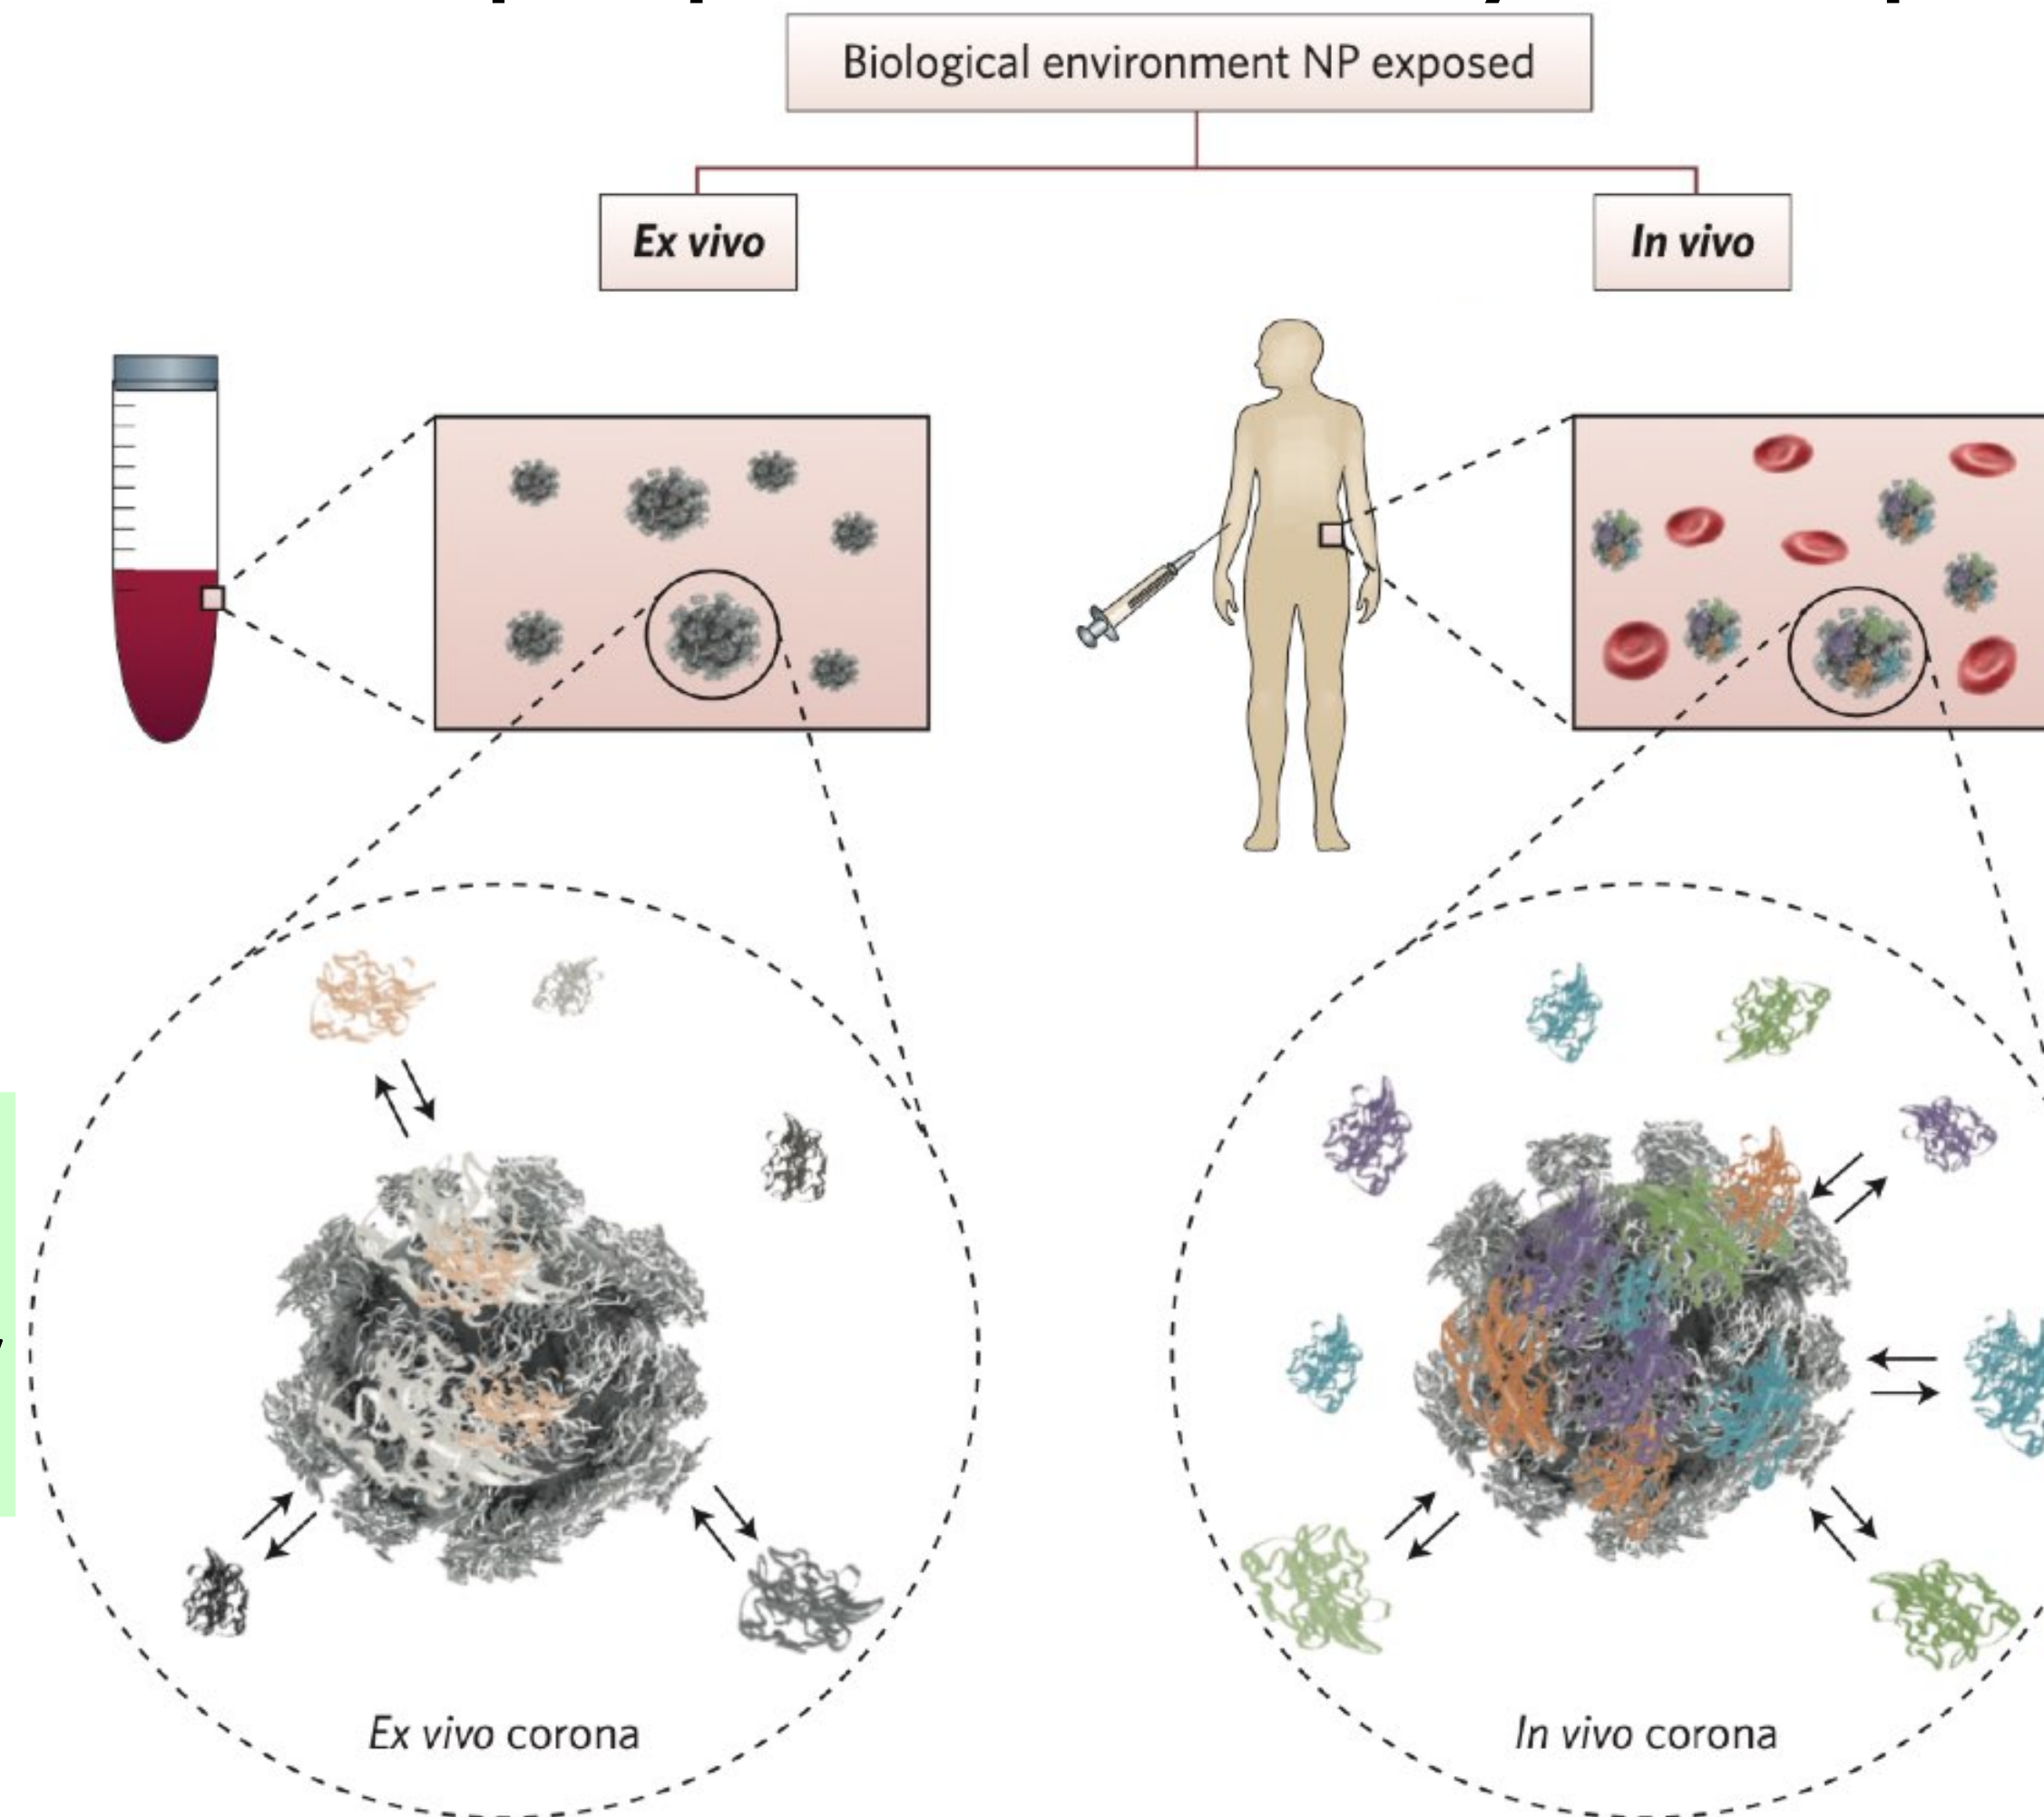 Biological environment NP exposed
Ex vivo
In vivo
Ex vivo corona
In vivo corona